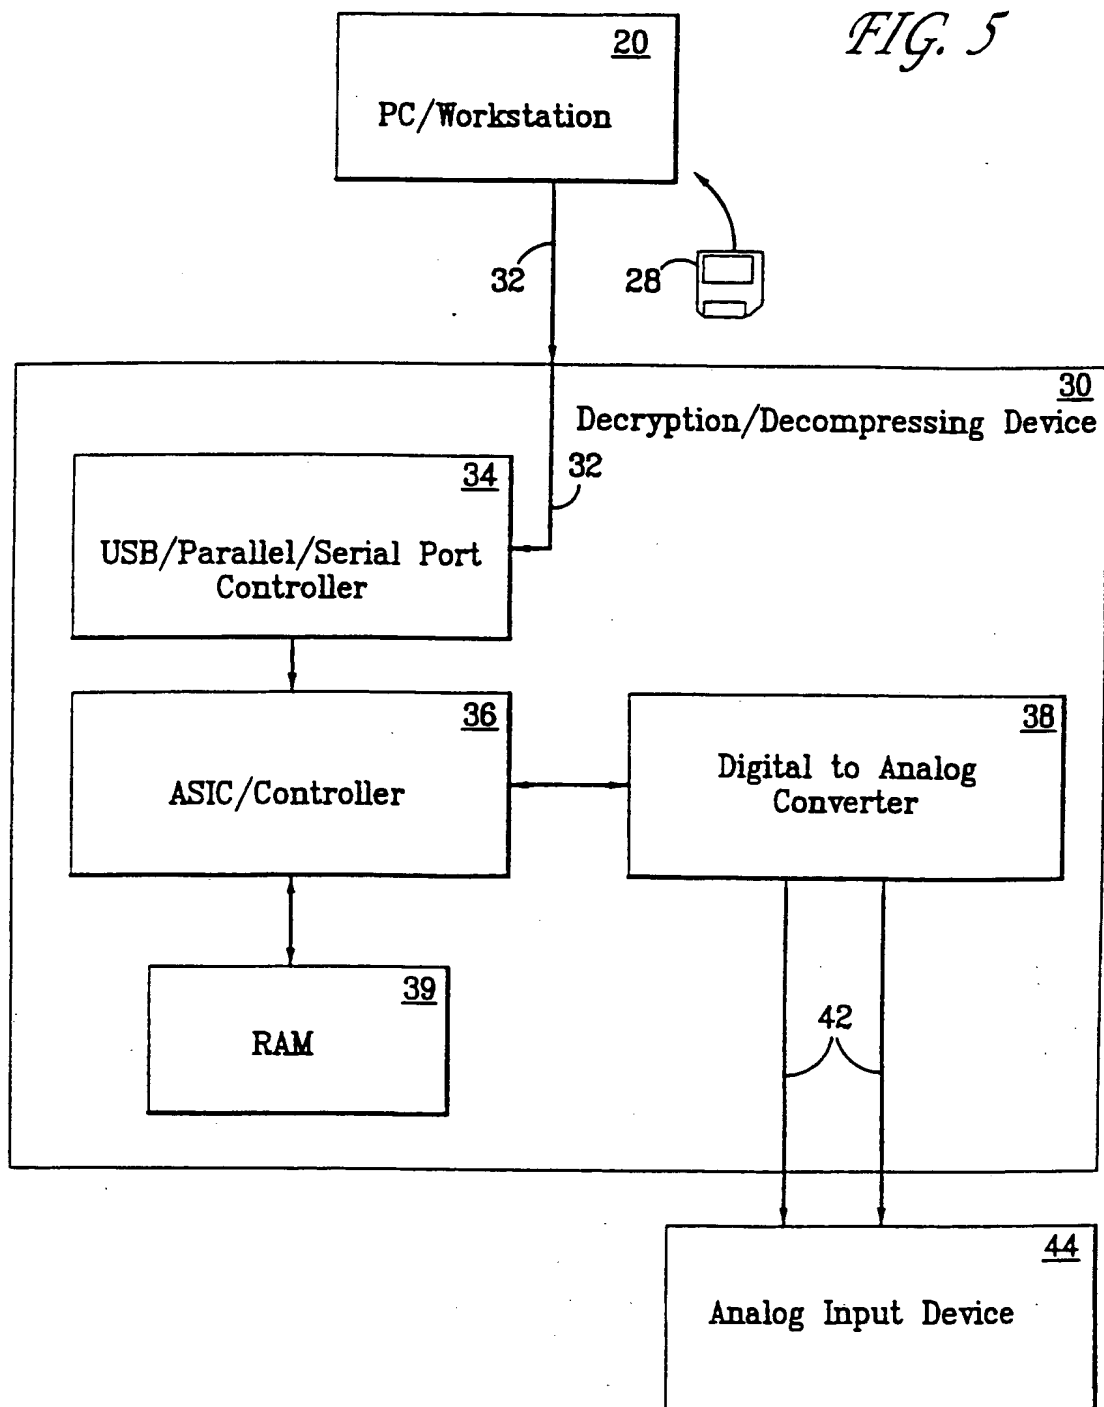 FIG. 5
20
PC/Workstation
32
28
30
Decryption/Decompressing Device
34
32
USB/Parallel/Serial Port
Controller
36
ASIC/Controller
38
Digital to Analog
Converter
39
RAM
42
44
Analog Input Device